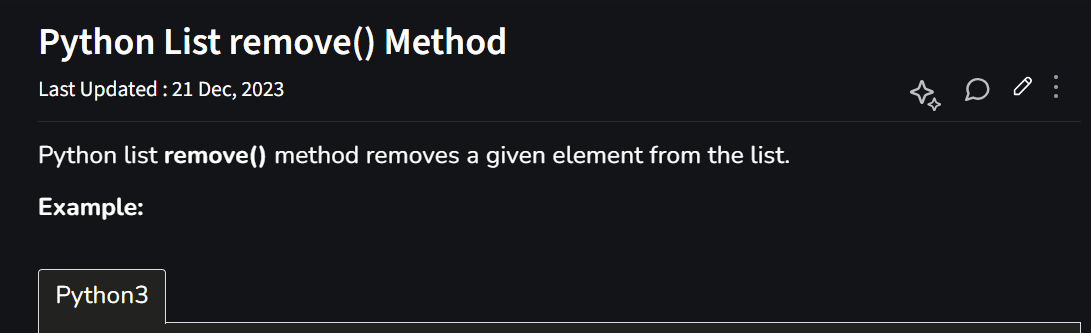 Python List remove() Method
Last Updated : 21 Dec, 2023
Python list remove() method removes a given element from the list.
Example:
Python3